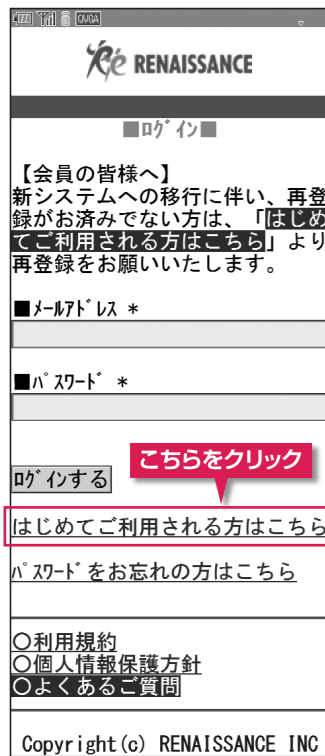 QVGA
Ré RENAISSANCE
■ﾛｸﾞｲﾝ■
【会員の皆様へ】
新システムへの移行に伴い、再登
録がお済みでない方は、「はじめ
てご利用される方はこちら」より
再登録をお願いいたします。
■ﾒｰﾙｱﾄﾞﾚｽ *
■ﾊﾟｽﾜｰﾄﾞ *
こちらをクリック
ﾛｸﾞｲﾝする
はじめてご利用される方はこちら
ﾊﾟｽﾜｰﾄﾞをお忘れの方はこちら
○利用規約
○個人情報保護方針
○よくあるご質問
Copyright(c) RENAISSANCE INC